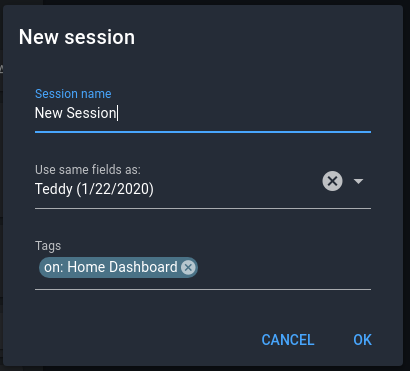 New session
Session name
New Session
Use same fields as:
Teddy (1/22/2020)
Tags
on: Home Dashboard
CANCEL OK